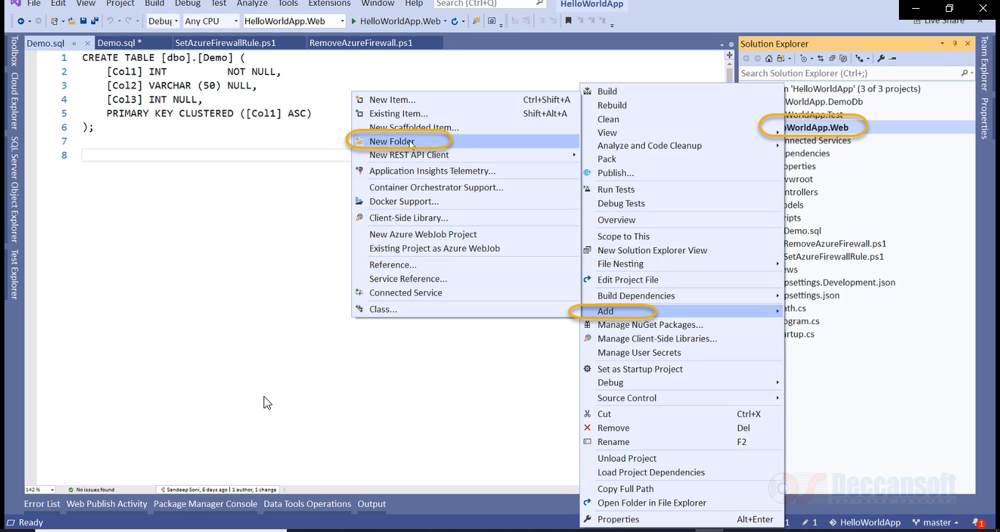 File Edit View Project Build Debug Test Analyze Tools Extensions Window Help Search (Ctrl+Q) HelloWorldApp
Debug Any CPU HelloWorldApp.Web HelloWorldApp.Web Live Share
Demo.sql Demo.sql * SetAzureFirewallRule.ps1 RemoveAzureFirewall.ps1
Toolbox
Cloud Explorer
SQL Server Object Explorer
Test Explorer
1 CREATE TABLE [dbo].[Demo] (
2 [Col1] INT NOT NULL,
3 [Col2] VARCHAR (50) NULL,
4 [Col3] INT NULL,
5 PRIMARY KEY CLUSTERED ([Col1] ASC)
6 );
7
8
New Item... Ctrl+Shift+A
Existing Item... Shift+Alt+A
New Scaffolded Item...
New Folder
New REST API Client
Application Insights Telemetry...
Container Orchestrator Support...
Docker Support...
Client-Side Library...
New Azure WebJob Project
Existing Project as Azure WebJob
Reference...
Service Reference...
Connected Service
Class...
Build
Rebuild
Clean
View
Analyze and Code Cleanup
Pack
Publish...
Run Tests
Debug Tests
Overview
Scope to This
New Solution Explorer View
File Nesting
Edit Project File
Build Dependencies
Add
Manage NuGet Packages...
Manage Client-Side Libraries...
Manage User Secrets
Set as Startup Project
Debug
Source Control
Cut Ctrl+X
Remove Del
Rename F2
Unload Project
Load Project Dependencies
Copy Full Path
Open Folder in File Explorer
Properties Alt+Enter
Solution Explorer
Search Solution Explorer (Ctrl+;)
n 'HelloWorldApp' (3 of 3 projects)
WorldApp.DemoDb
WorldApp.Test
oWorldApp.Web
nnected Services
pendencies
operties
wwroot
ntrollers
odels
ripts
Demo.sql
RemoveAzureFirewall.ps1
SetAzureFirewallRule.ps1
ews
psettings.Development.json
psettings.json
ath.cs
ogram.cs
artup.cs
Team Explorer
Properties
Deccansoft
SOFTWARE SERVICES
142 % No issues found Sandeep Soni, 6 days ago | 1 author, 1 change
Error List Web Publish Activity Package Manager Console Data Tools Operations Output
Ready 1 1 HelloWorldApp master 1